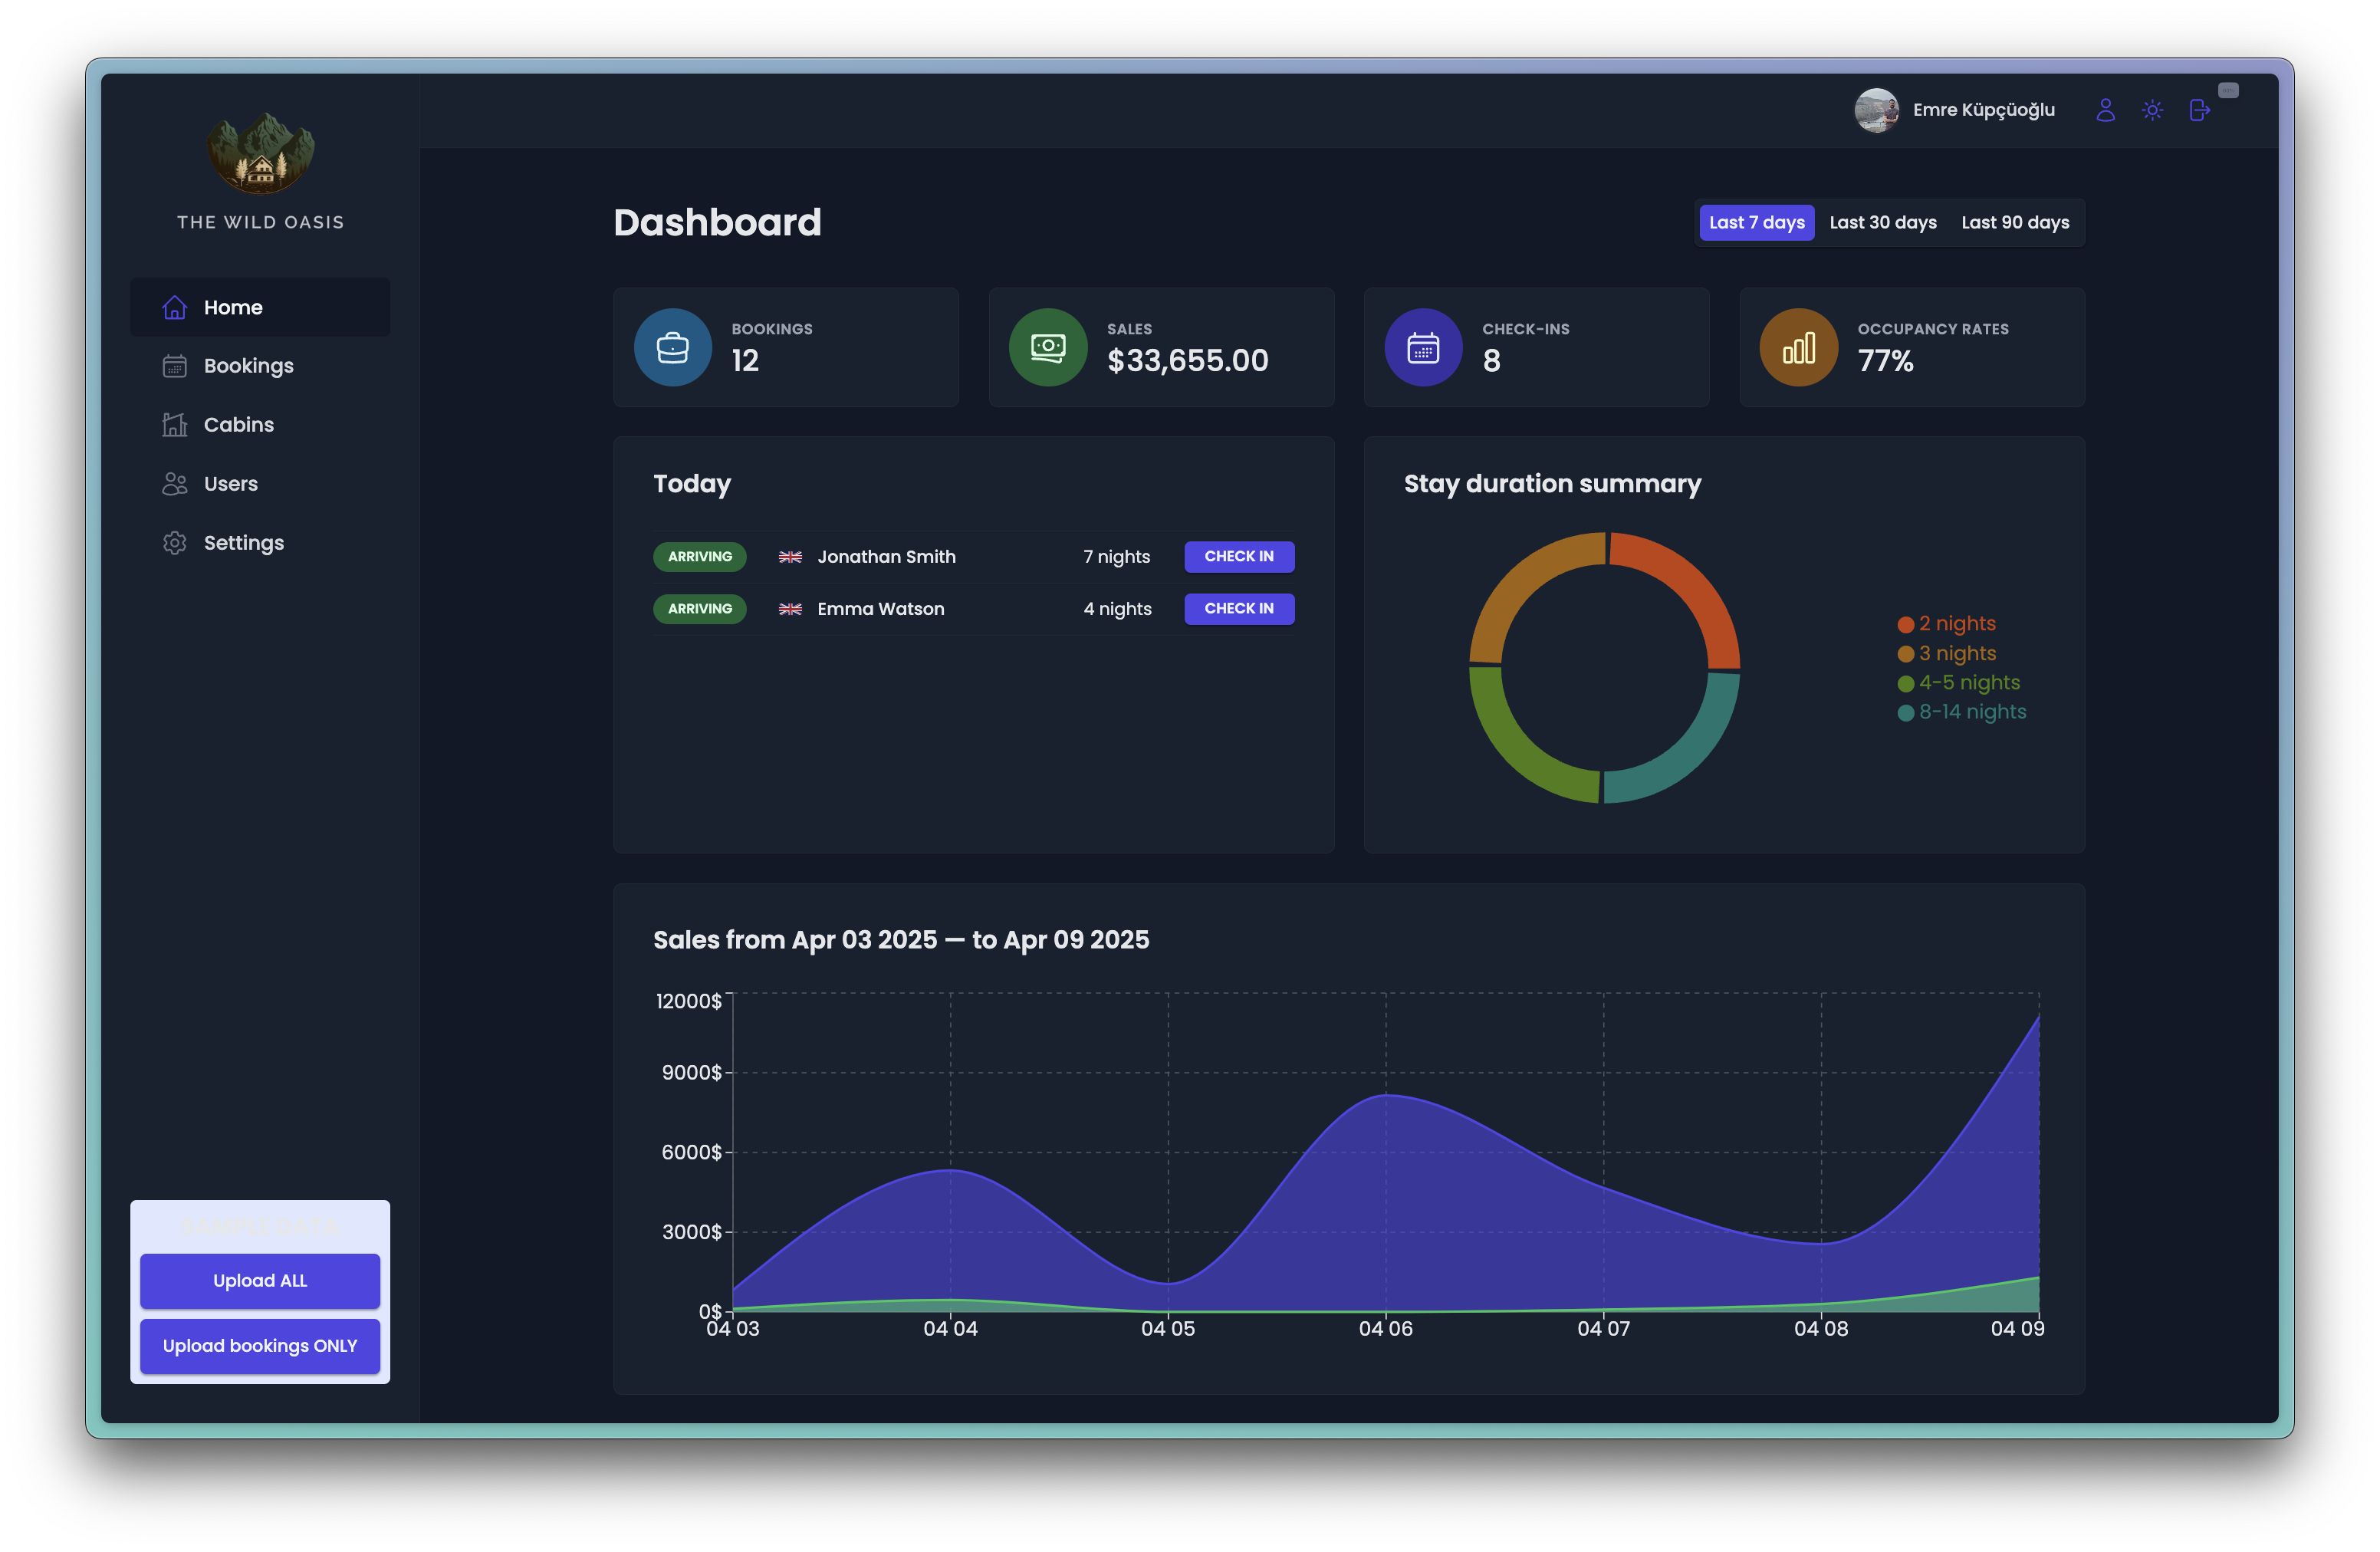 THE WILD OASIS
Home
Bookings
Cabins
Users
Settings
SAMPLE DATA
Upload ALL
Upload bookings ONLY
Emre Küpçüoğlu
Dashboard
Last 7 days Last 30 days Last 90 days
BOOKINGS
12
SALES
$33,655.00
CHECK-INS
8
OCCUPANCY RATES
77%
Today
ARRIVING Jonathan Smith 7 nights CHECK IN
ARRIVING Emma Watson 4 nights CHECK IN
Stay duration summary
2 nights
3 nights
4-5 nights
8-14 nights
Sales from Apr 03 2025 — to Apr 09 2025
12000$
9000$
6000$
3000$
0$
04 03 04 04 04 05 04 06 04 07 04 08 04 09